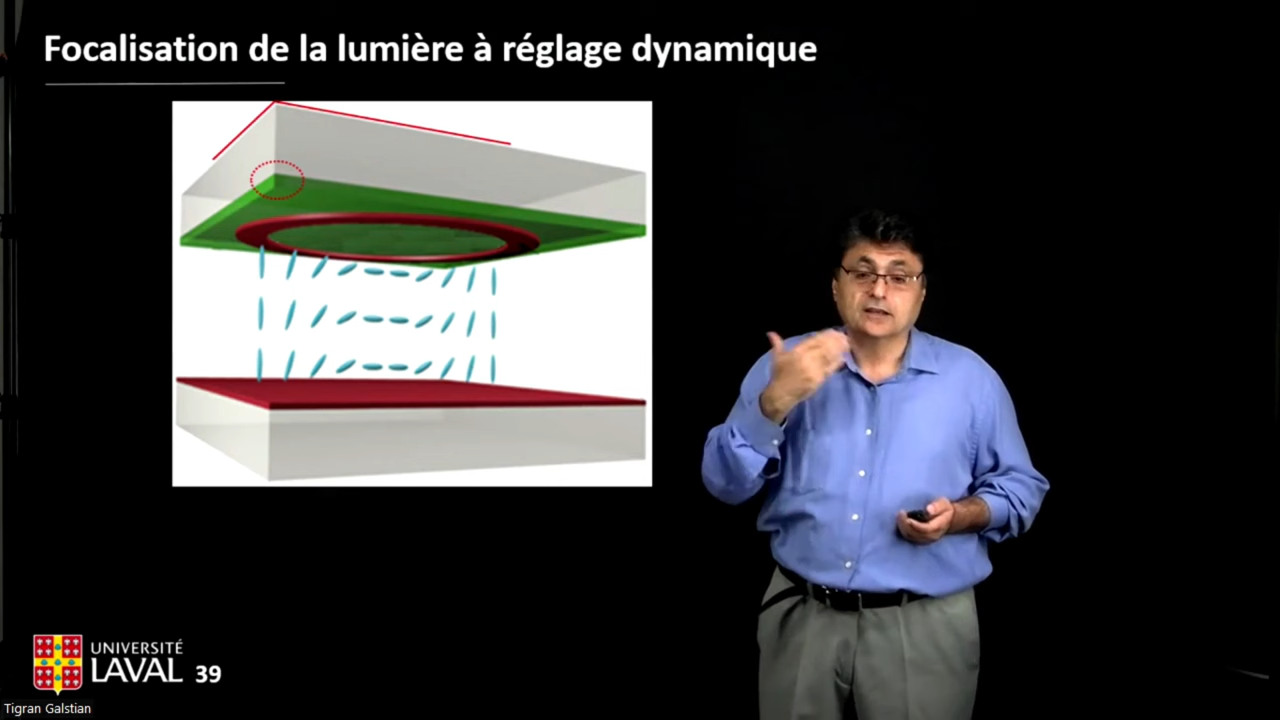 Focalisation de la lumière à réglage dynamique
UNIVERSITÉ
LAVAL 39
Tigran Galstian